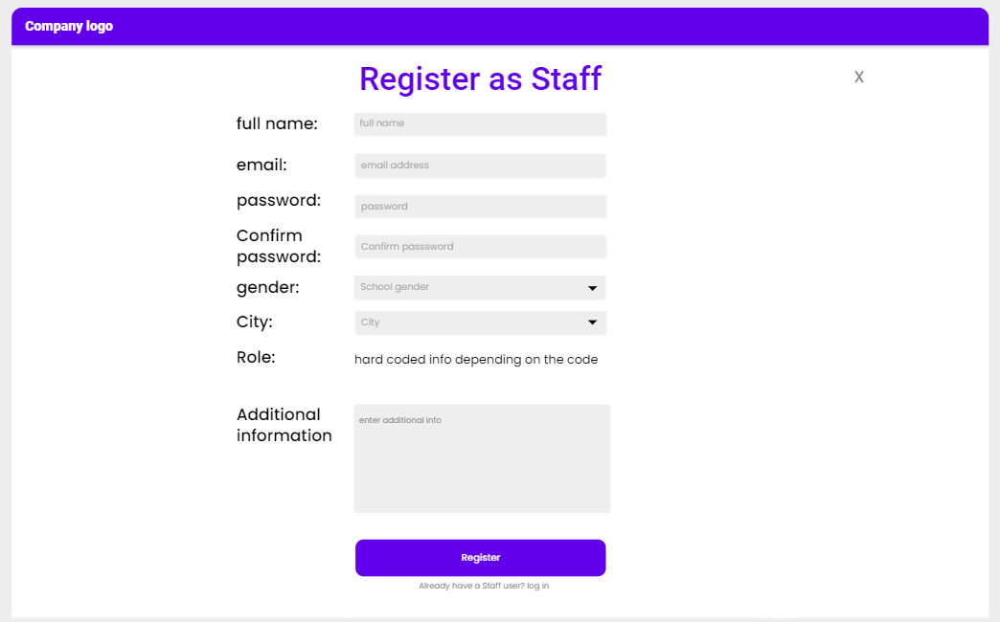 Company logo
Register as Staff
X
full name:
full name
email:
email address
password:
password
Confirm
password:
Confirm passsword
gender:
School gender
City:
City
Role:
hard coded info depending on the code
Additional
information
enter additional info
Register
Already have a Staff user? log in